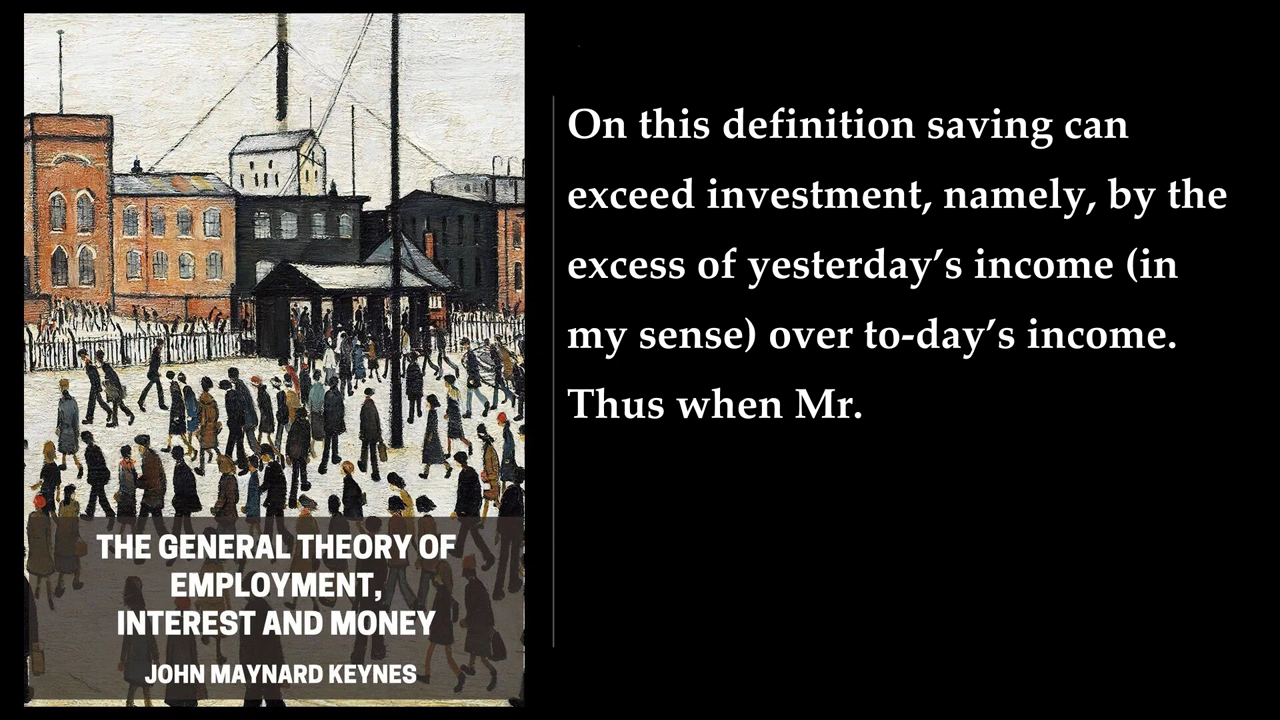 THE GENERAL THEORY OF
EMPLOYMENT,
INTEREST AND MONEY
JOHN MAYNARD KEYNES
On this definition saving can
exceed investment, namely, by the
excess of yesterday’s income (in
my sense) over to-day’s income.
Thus when Mr.